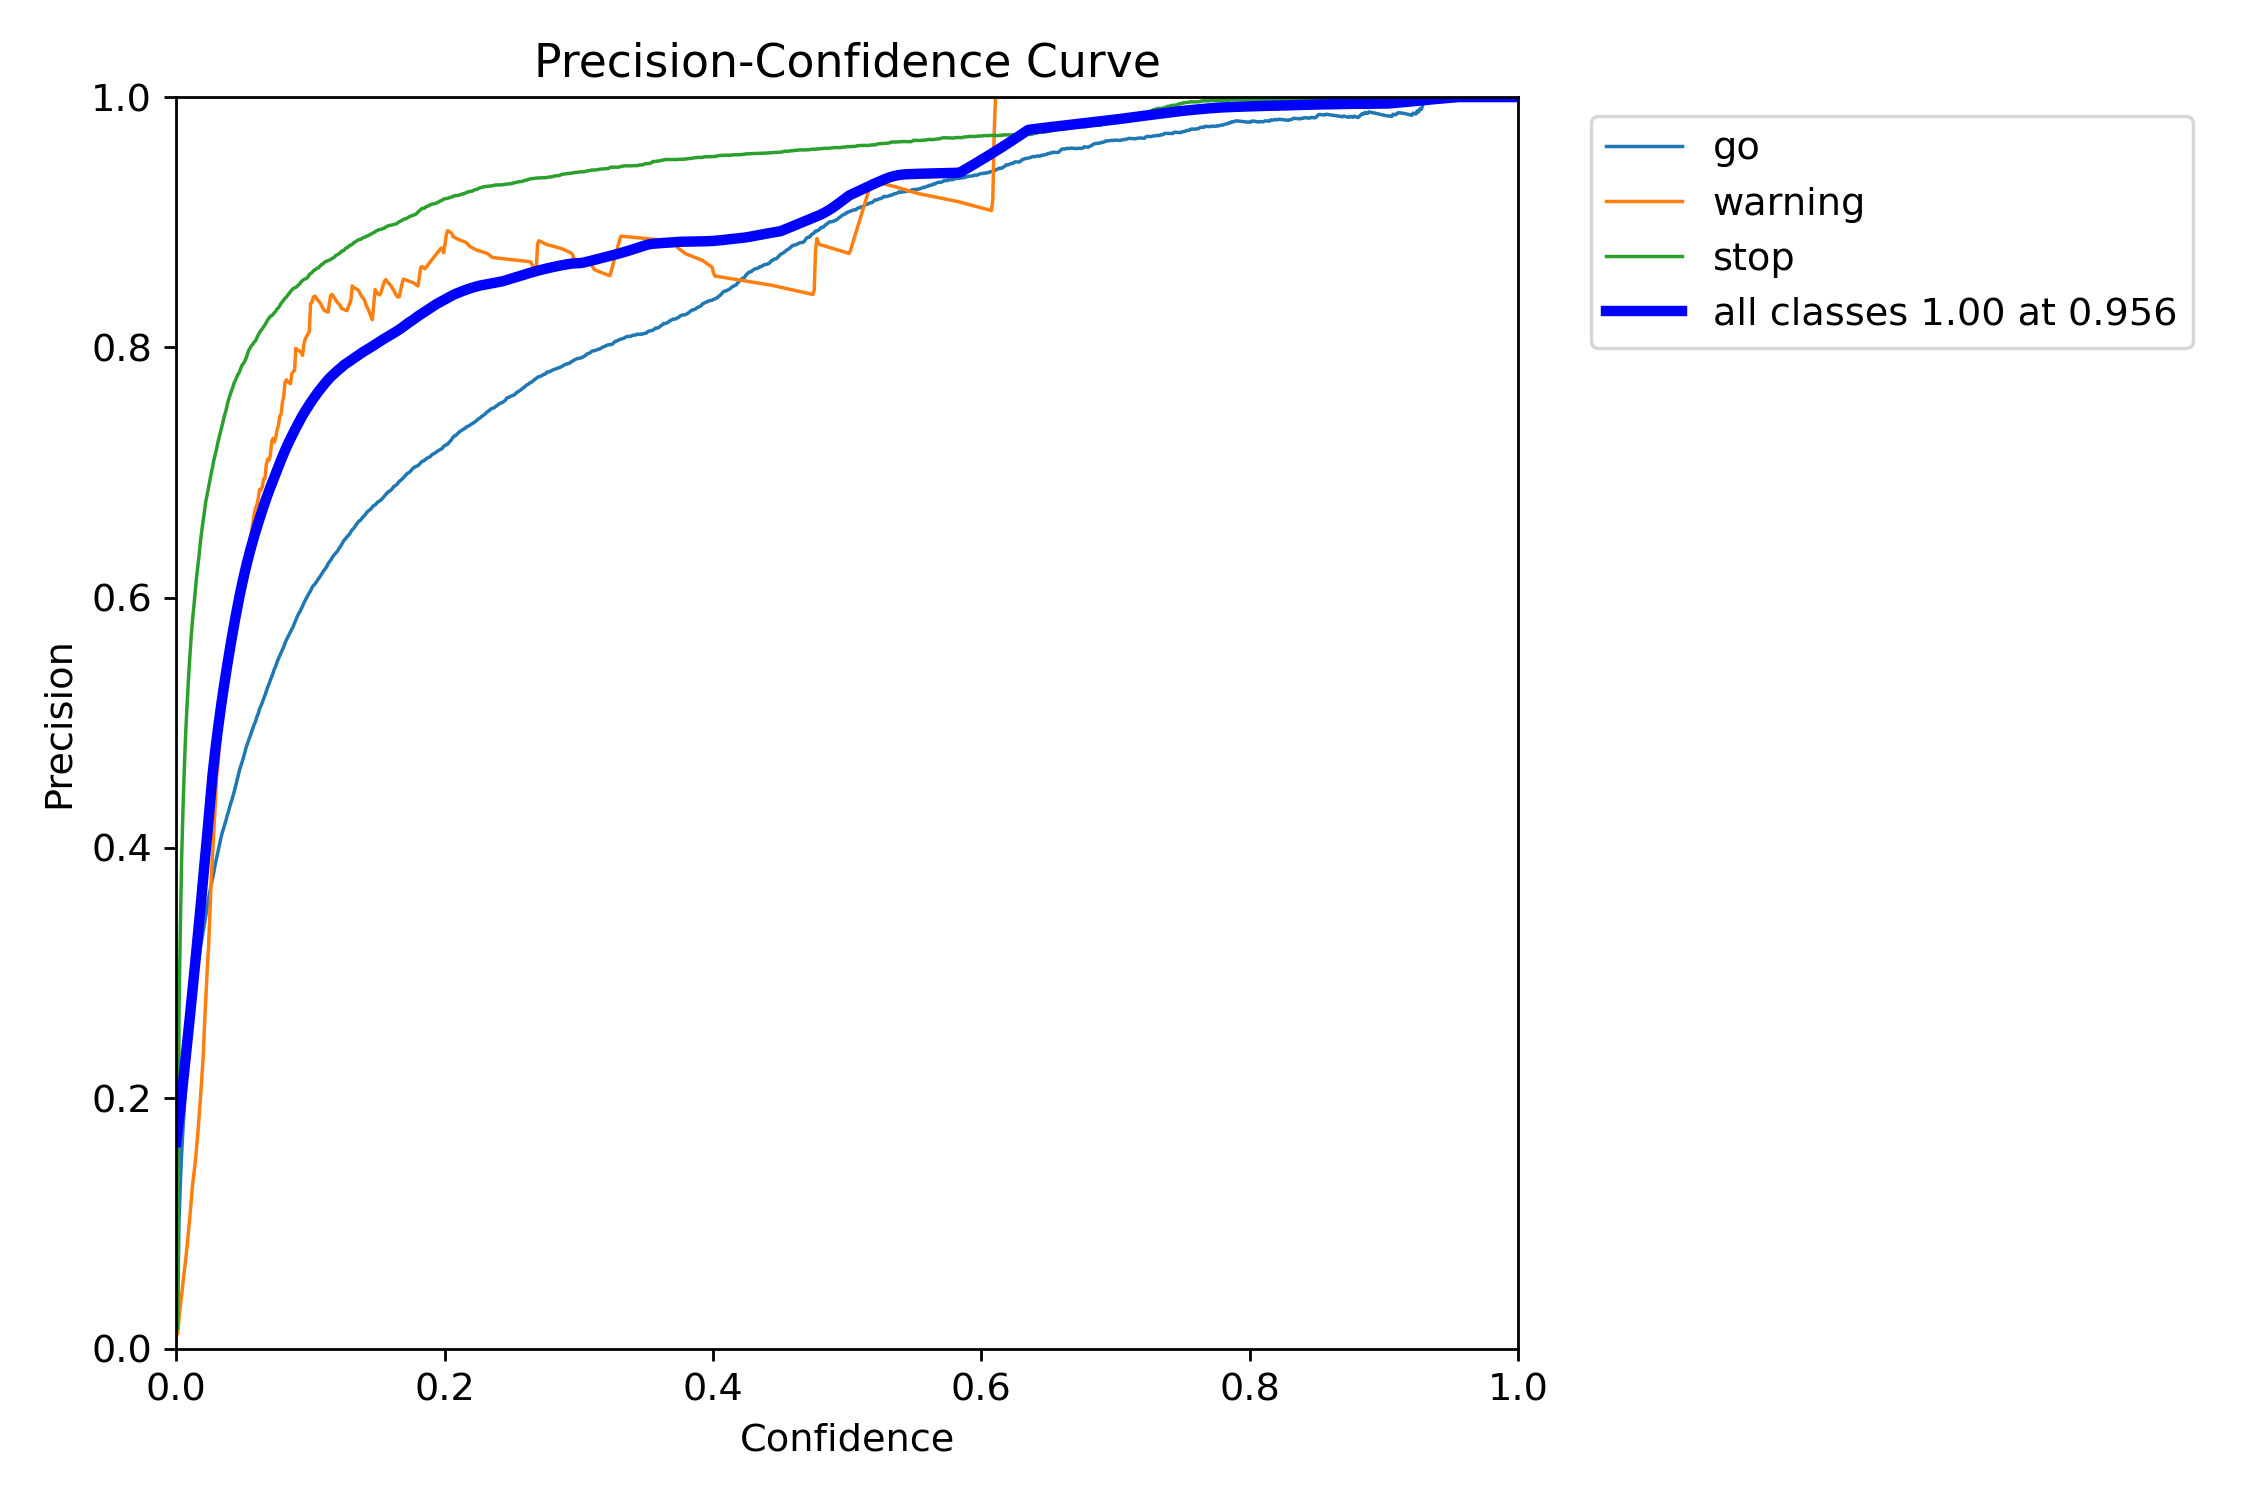 Precision-Confidence Curve
1.0
0.8
0.6
0.4
0.2
0.0
Precision
0.0 0.2 0.4 0.6 0.8 1.0
Confidence
go
warning
stop
all classes 1.00 at 0.956